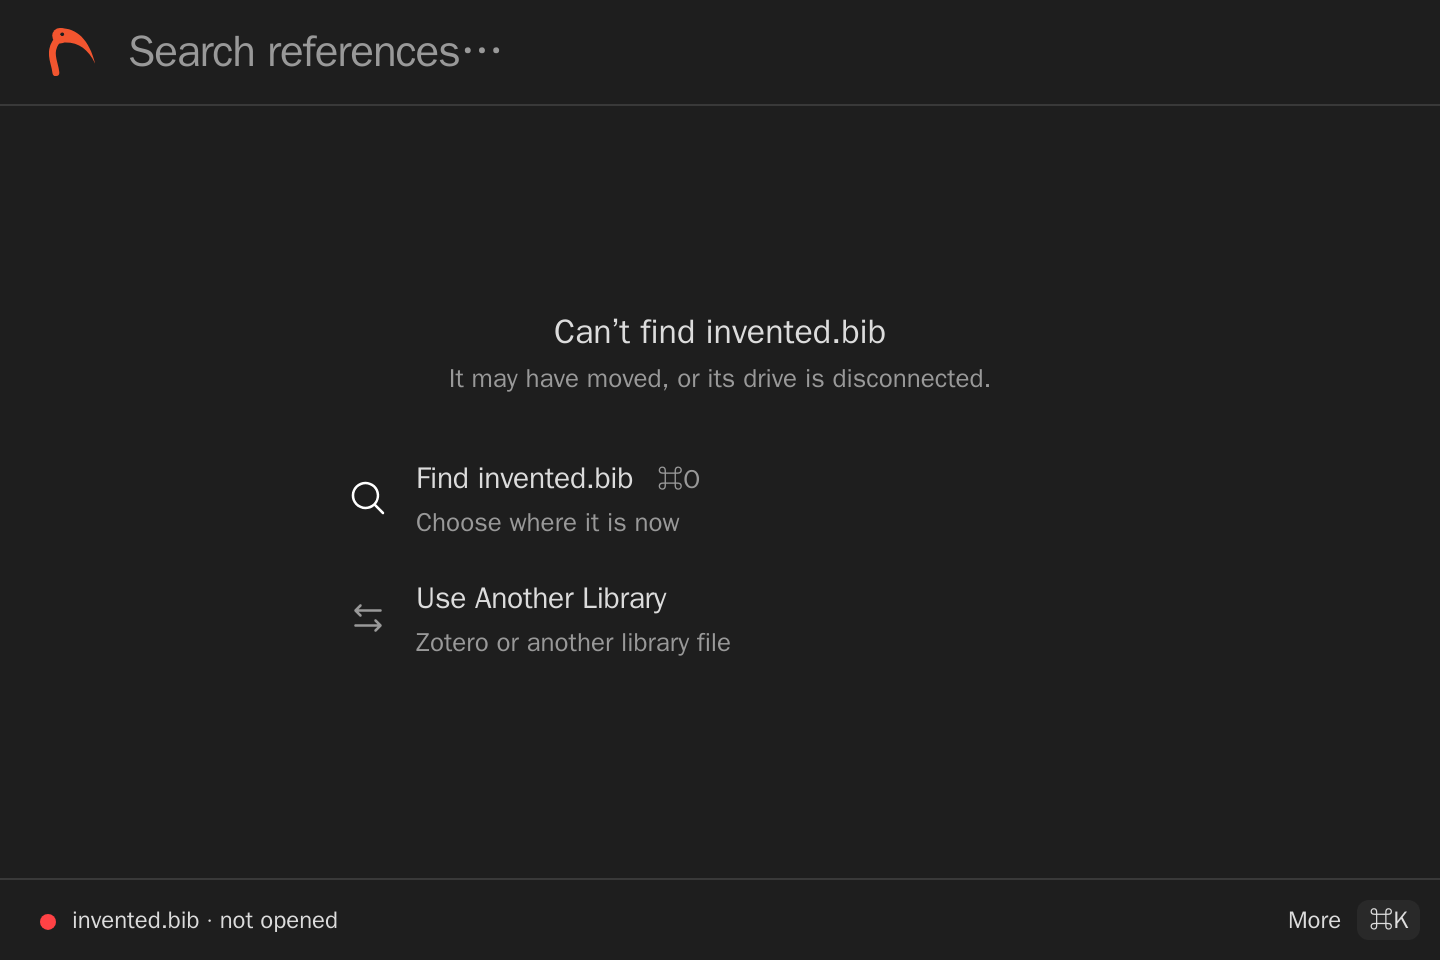 Search references···
Can’t find invented.bib
It may have moved, or its drive is disconnected.
Find invented.bib ⌘O
Choose where it is now
Use Another Library
Zotero or another library file
invented.bib · not opened
More ⌘K